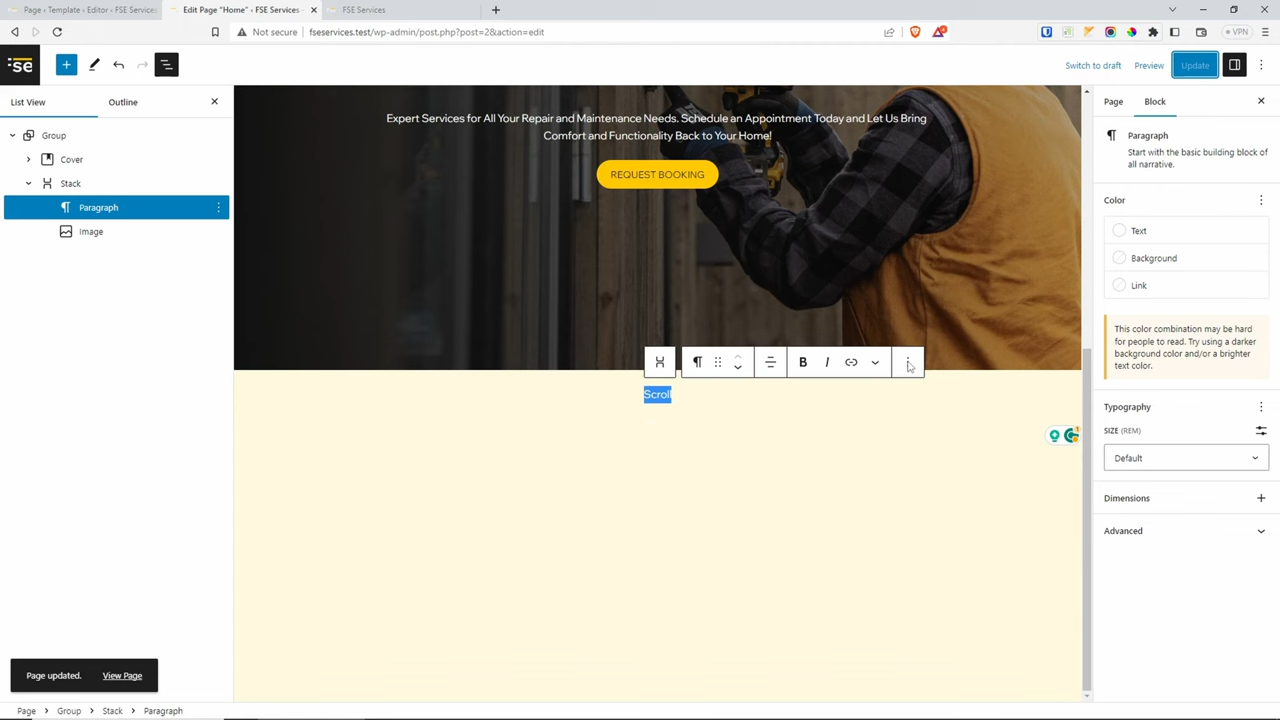 Page ‹ Template ‹ Editor ‹ FSE Services
Edit Page "Home" ‹ FSE Services
FSE Services
Not secure
fseservices.test/wp-admin/post.php?post=2&action=edit
VPN
:se
Switch to draft
Preview
Update
List View
Outline
Group
Cover
Stack
Paragraph
Image
Expert Services for All Your Repair and Maintenance Needs. Schedule an Appointment Today and Let Us Bring
Comfort and Functionality Back to Your Home!
REQUEST BOOKING
B
I
Scroll
Page
Block
Paragraph
Start with the basic building block of
all narrative.
Color
Text
Background
Link
This color combination may be hard
for people to read. Try using a darker
background color and/or a brighter
text color.
Typography
SIZE (REM)
Default
Dimensions
Advanced
Page updated.
View Page
Page
Group
Stack
Paragraph